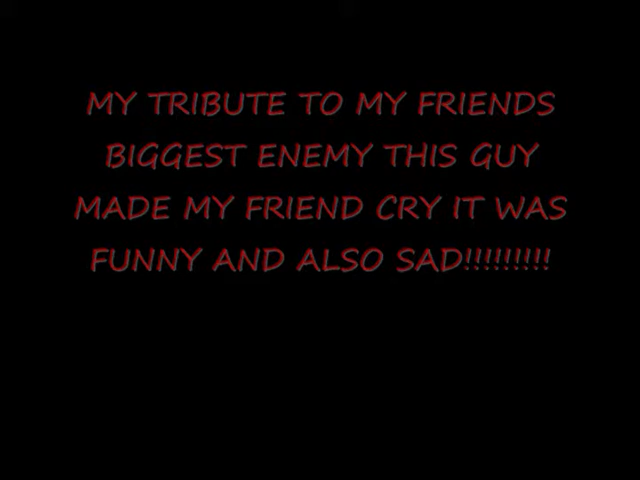 MY TRIBUTE TO MY FRIENDS
BIGGEST ENEMY THIS GUY
MADE MY FRIEND CRY IT WAS
FUNNY AND ALSO SAD!!!!!!!!!